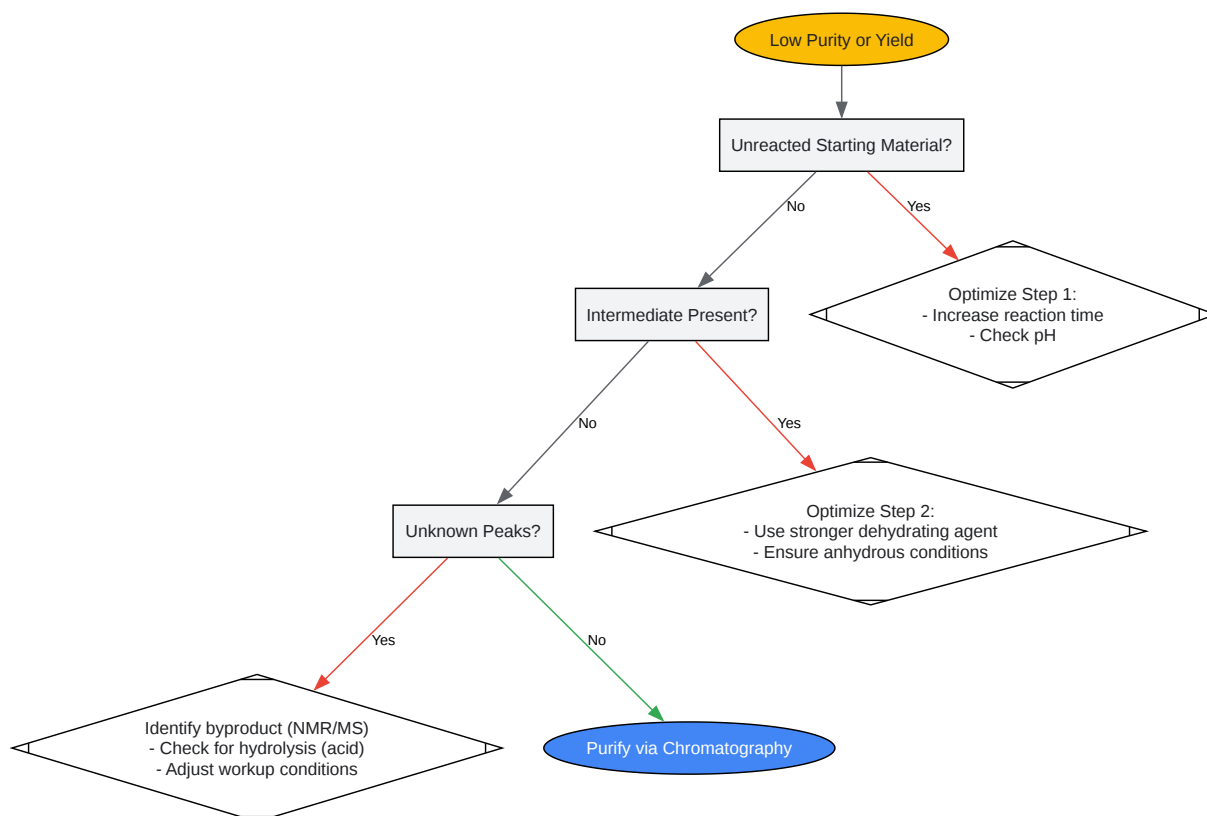 Low Purity or Yield
Unreacted Starting Material?
No
Yes
Optimize Step 1:
- Increase reaction time
- Check pH
Intermediate Present?
No
Yes
Optimize Step 2:
- Use stronger dehydrating agent
- Ensure anhydrous conditions
Unknown Peaks?
Yes
No
Identify byproduct (NMR/MS)
- Check for hydrolysis (acid)
- Adjust workup conditions
Purify via Chromatography